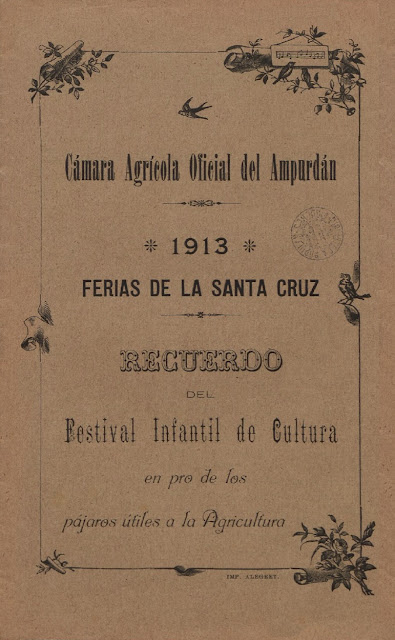 Cámara Agrícola Oficial del Ampurdán
* 1913 *
FERIAS DE LA SANTA CRUZ
RECUERDO
DEL
Festival Infantil de Cultura
en pro de los
pájaros útiles a la Agricultura
IMP. ALEGRET.